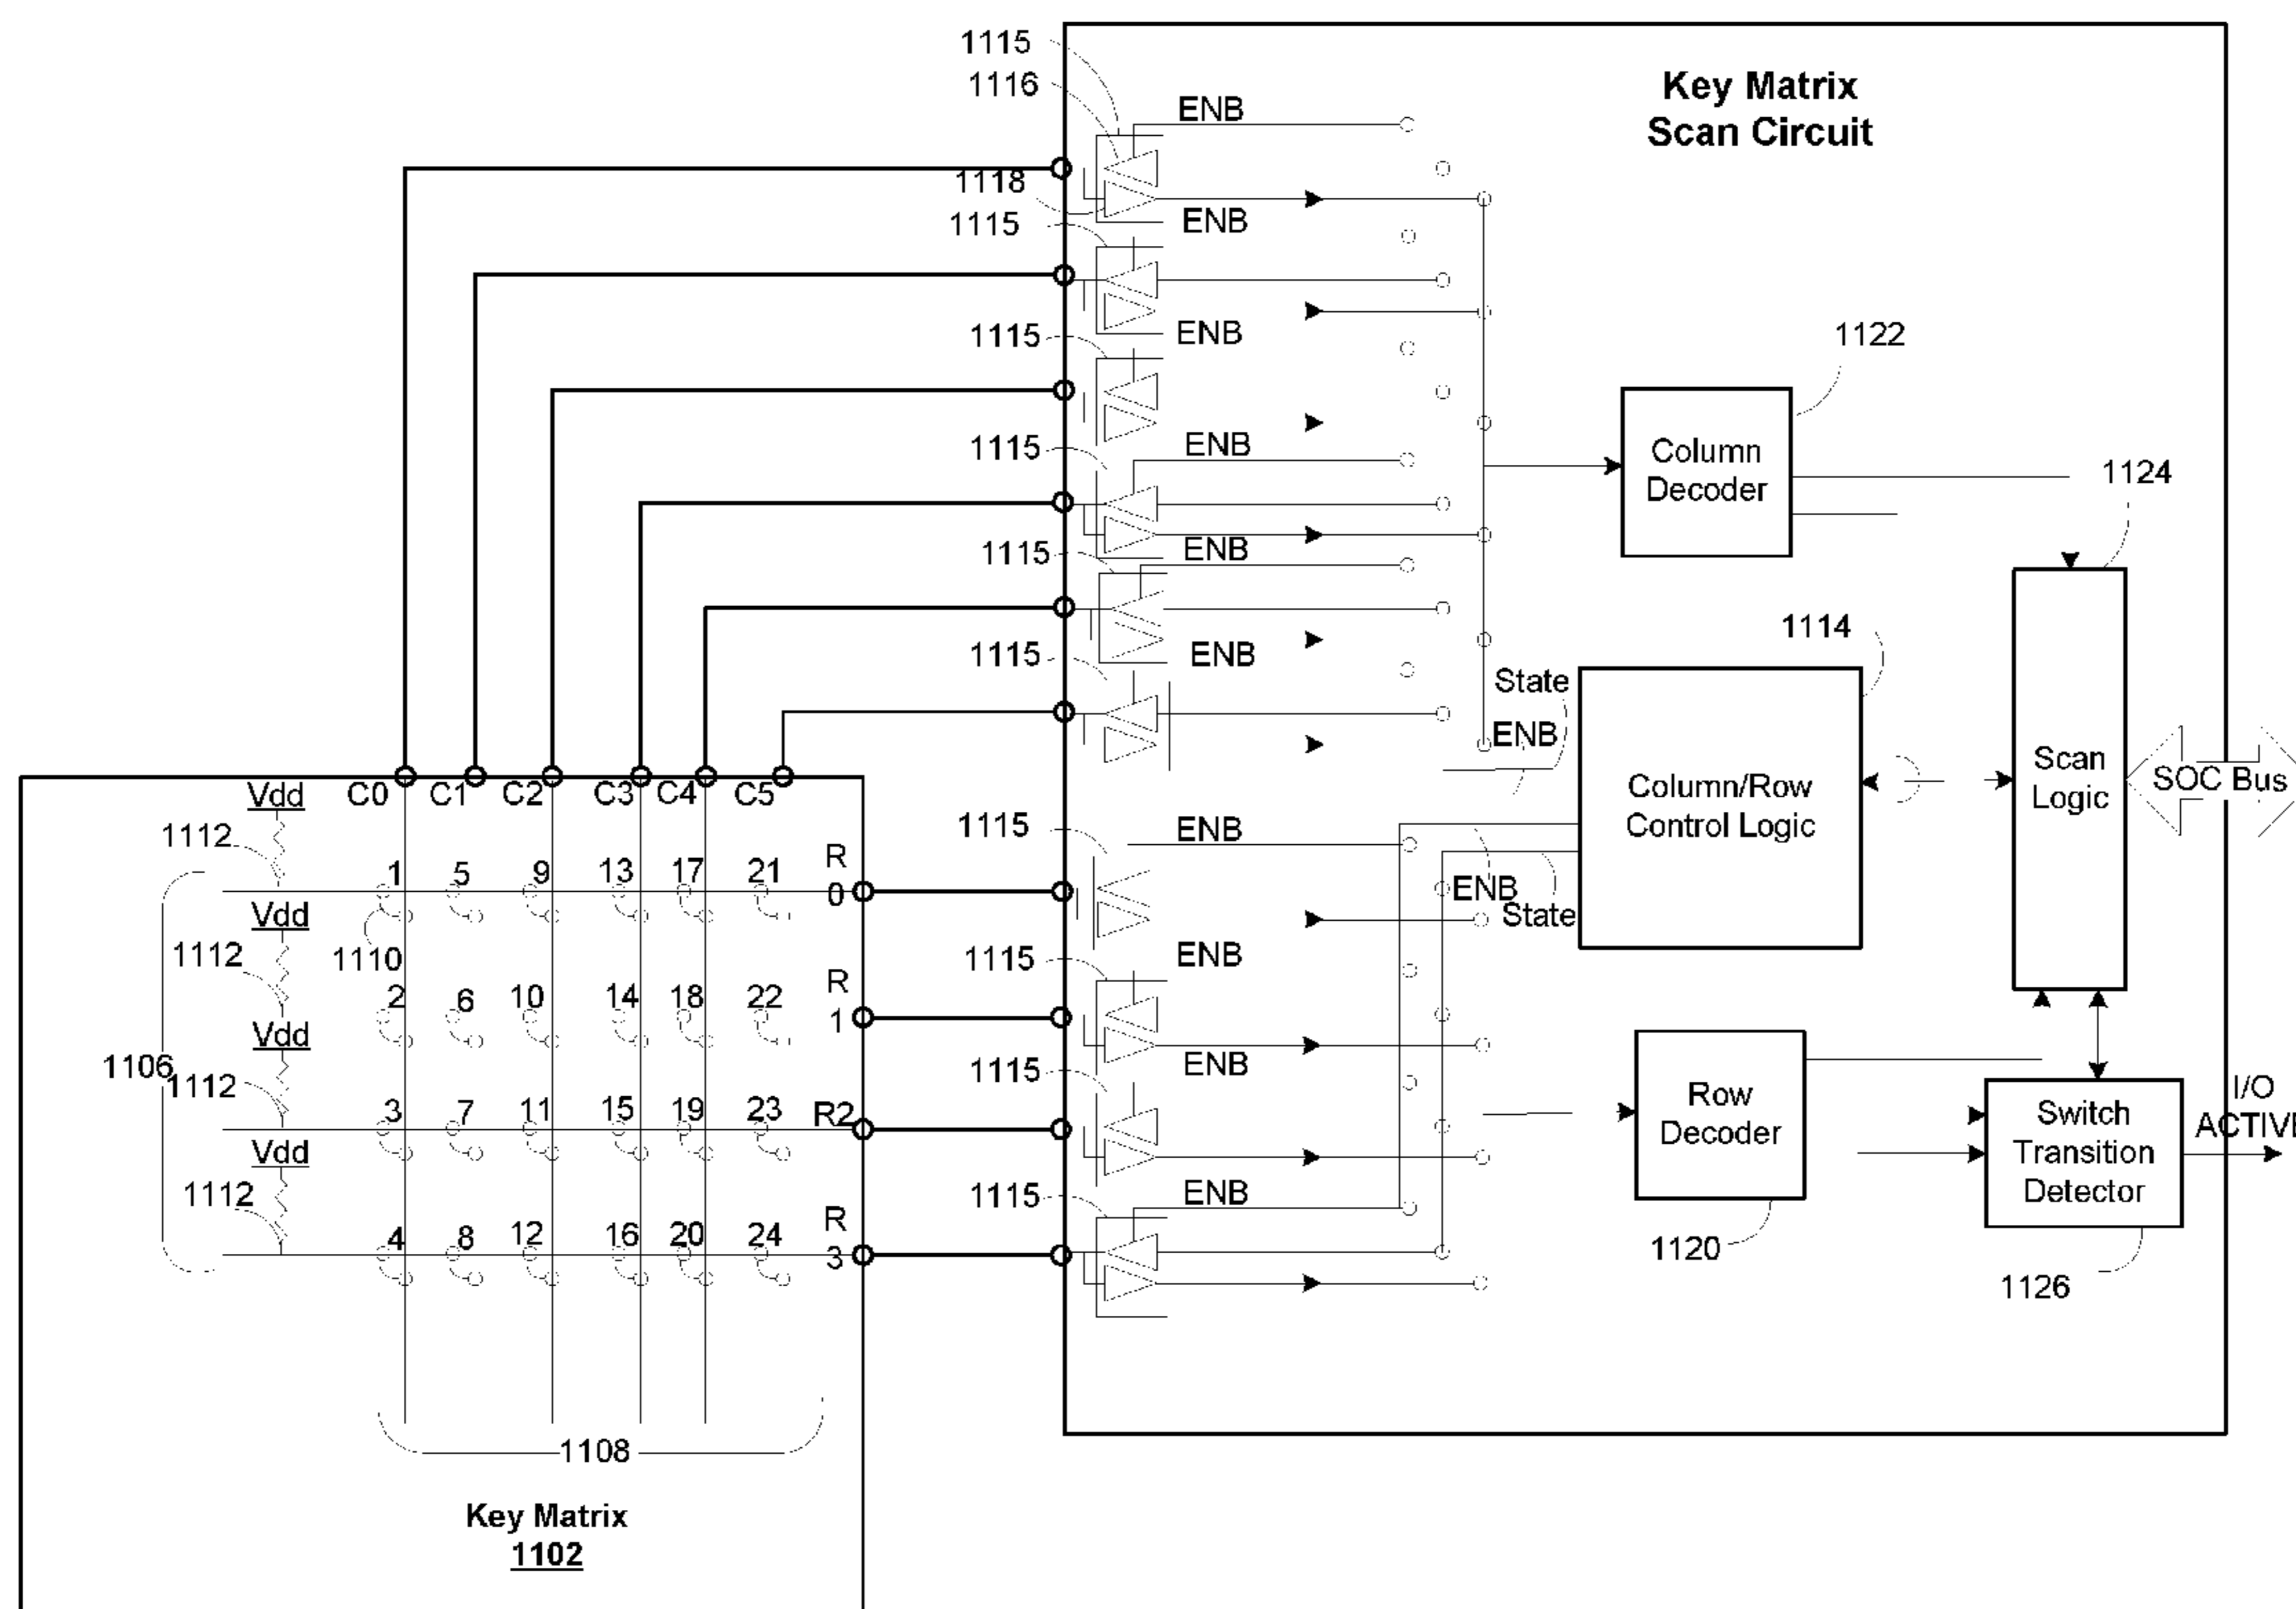 1115
1116
ENB
Key Matrix
Scan Circuit
1118
1115
ENB
1115
ENB
1122
1115
ENB
Column
Decoder
1124
1115
ENB
1115
ENB
1114
State
ENB
Column/Row
Control Logic
Scan
Logic
SOC Bus
Vdd
C0
C1
C2
C3
C4
C5
1112
1
5
9
13
17
21
R
0
1115
ENB
ENB
State
Vdd
1112
1110
2
6
10
14
18
22
R
1
1115
ENB
Vdd
1106
1112
3
7
11
15
19
23
R2
1115
ENB
Row
Decoder
Switch
Transition
Detector
I/O
ACTIVE
Vdd
1112
4
8
12
16
20
24
R
3
1115
ENB
1120
1126
1108
Key Matrix
1102